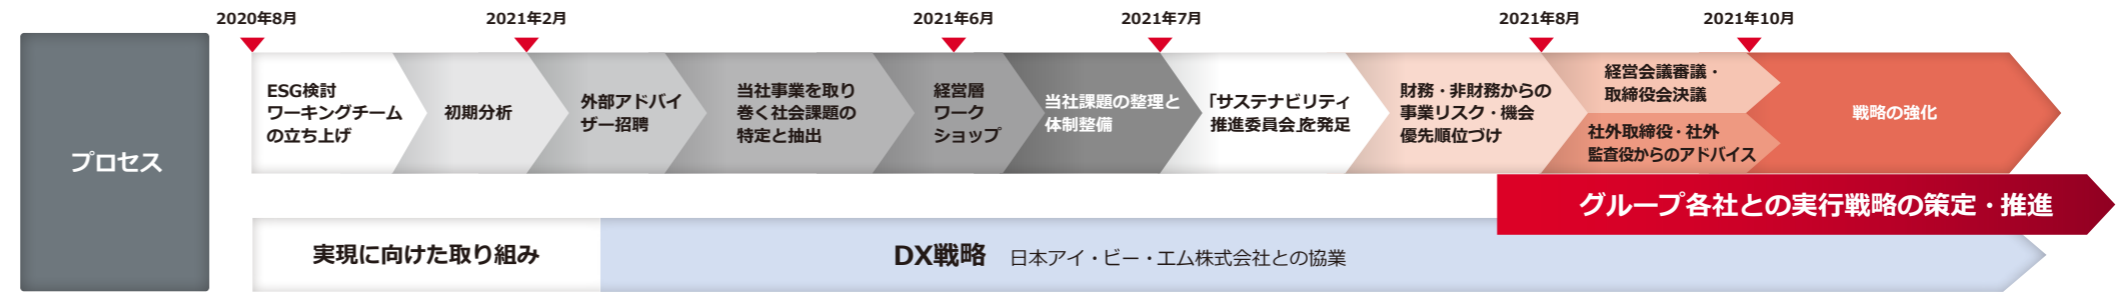 2020年8月
2021年2月
2021年6月
2021年7月
2021年8月
2021年10月
プロセス
ESG検討
ワーキングチーム
の立ち上げ
初期分析
外部アドバイ
ザー招聘
当社事業を取り
巻く社会課題の
特定と抽出
経営層
ワーク
ショップ
当社課題の整理と
体制整備
「サステナビリティ
推進委員会」を発足
財務・非財務からの
事業リスク・機会
優先順位づけ
経営会議審議・
取締役会決議
社外取締役・社外
監査役からのアドバイス
戦略の強化
グループ各社との実行戦略の策定・推進
実現に向けた取り組み
DX戦略 日本アイ・ビー・エム株式会社との協業